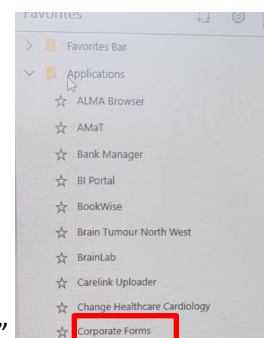 Favorites
Favorites Bar
Applications
ALMA Browser
AMaT
Bank Manager
BI Portal
BookWise
Brain Tumour North West
BrainLab
Carelink Uploader
Change Healthcare Cardiology
Corporate Forms
”